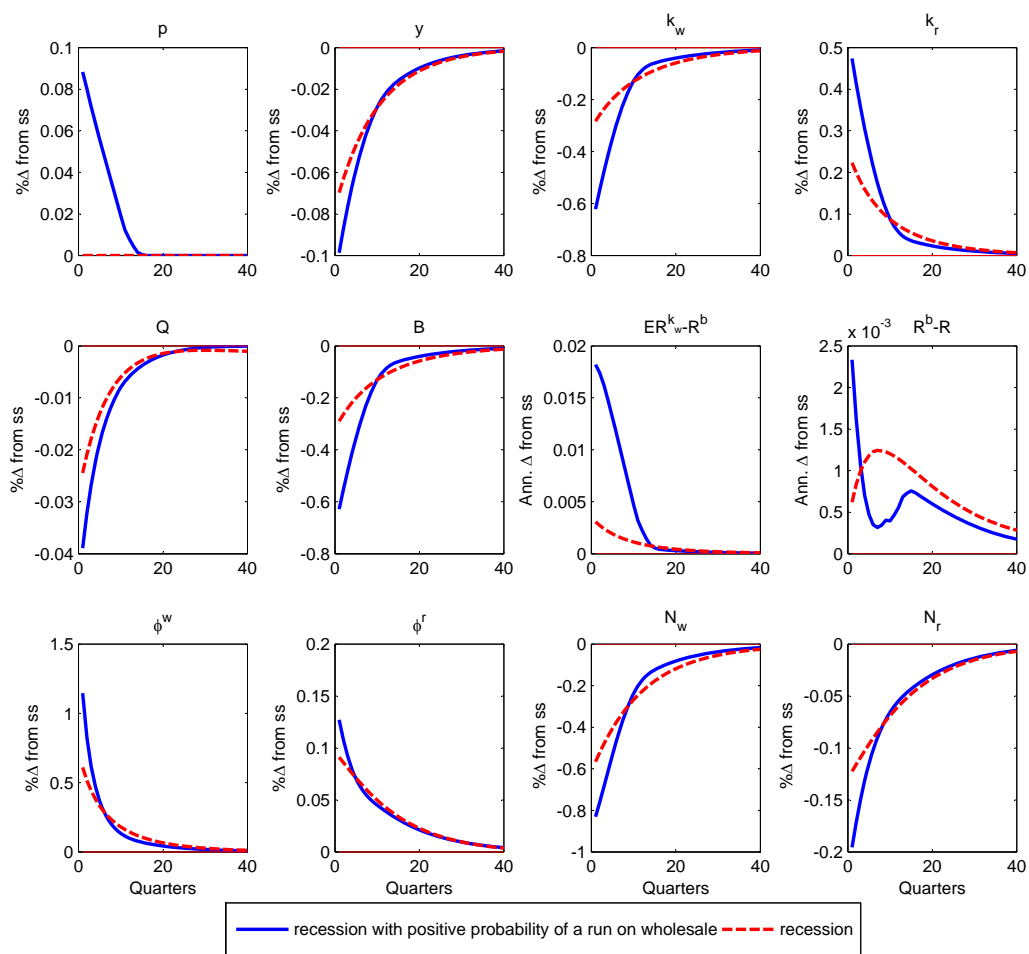 p
y
k_w
k_r
%Δ from ss
0.1
0.08
0.06
0.04
0.02
0
0 20 40
%Δ from ss
0
-0.02
-0.04
-0.06
-0.08
-0.1
0 20 40
%Δ from ss
0
-0.2
-0.4
-0.6
-0.8
0 20 40
%Δ from ss
0.5
0.4
0.3
0.2
0.1
0
0 20 40
Q
B
ER^{k_w}-R^b
x 10^{-3} R^b-R
%Δ from ss
0
-0.01
-0.02
-0.03
-0.04
0 20 40
%Δ from ss
0
-0.2
-0.4
-0.6
-0.8
0 20 40
Ann. Δ from ss
0.02
0.015
0.01
0.005
0
0 20 40
Ann. Δ from ss
2.5
2
1.5
1
0.5
0
0 20 40
ϕ^w
ϕ^r
N_w
N_r
%Δ from ss
1.5
1
0.5
0
0 20 40
Quarters
%Δ from ss
0.2
0.15
0.1
0.05
0
0 20 40
Quarters
%Δ from ss
0
-0.2
-0.4
-0.6
-0.8
-1
0 20 40
Quarters
%Δ from ss
0
-0.05
-0.1
-0.15
-0.2
0 20 40
Quarters
recession with positive probability of a run on wholesale recession